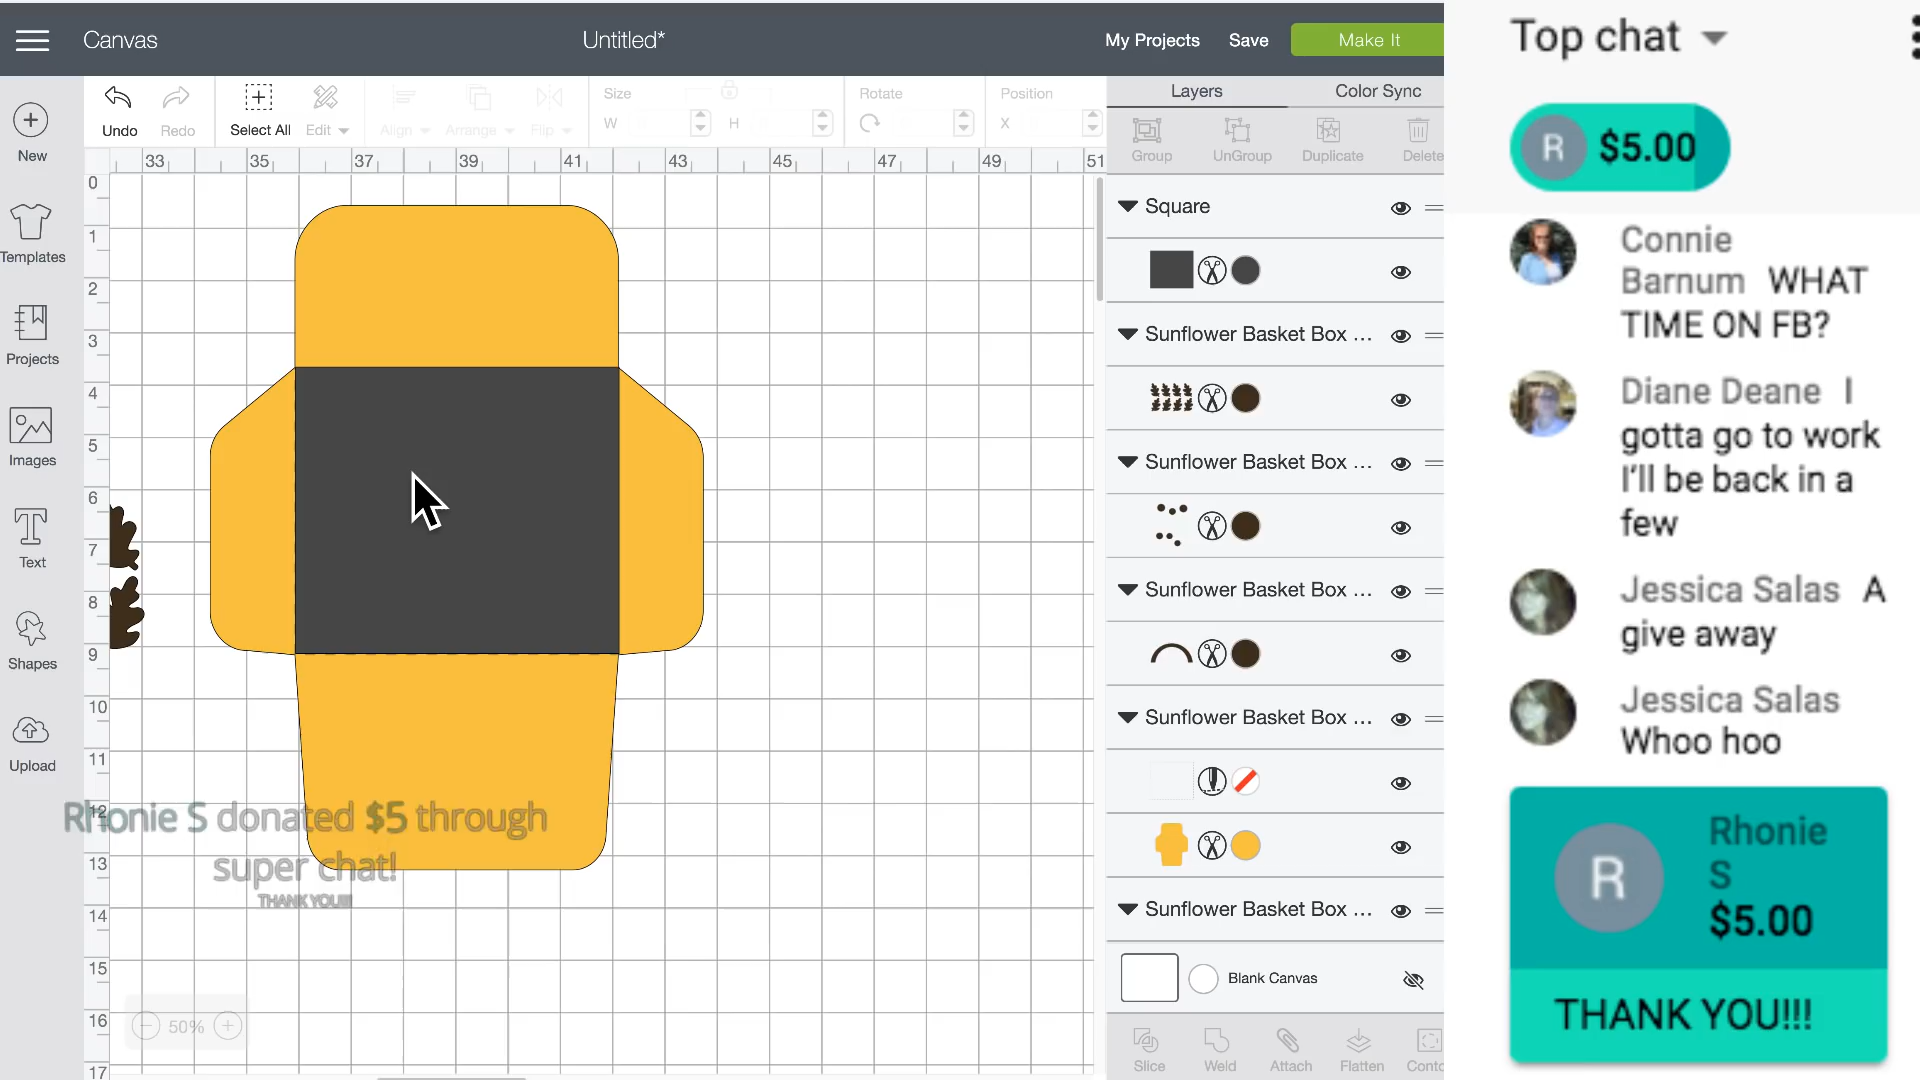 Canvas
Untitled*
My Projects
Save
Make It
New
Templates
Projects
Images
Text
Shapes
Upload
Undo
Redo
Select All
Edit
Align
Arrange
Flip
Size
W
H
Rotate
Position
X
33 35 37 39 41 43 45 47 49 51
0
1
2
3
4
5
6
7
8
9
10
11
12
13
14
15
16
17
Rhonie S donated $5 through
super chat!
THANK YOU!!!
50%
Layers
Color Sync
Group
UnGroup
Duplicate
Delete
Square
Sunflower Basket Box ...
Sunflower Basket Box ...
Sunflower Basket Box ...
Sunflower Basket Box ...
Sunflower Basket Box ...
Blank Canvas
Slice
Weld
Attach
Flatten
Conto
Top chat
R $5.00
Connie
Barnum WHAT
TIME ON FB?
Diane Deane I
gotta go to work
I'll be back in a
few
Jessica Salas A
give away
Jessica Salas
Whoo hoo
R
Rhonie
S
$5.00
THANK YOU!!!